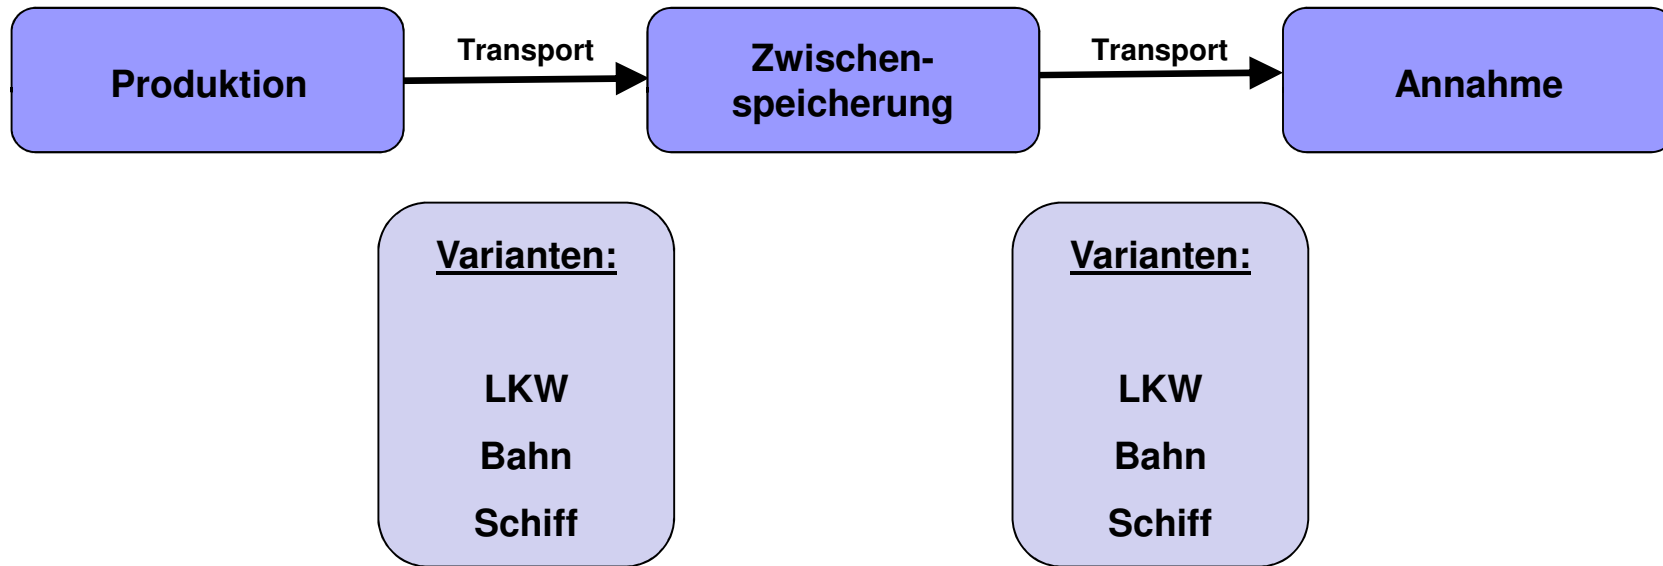 Produktion
Transport
Zwischen-
speicherung
Transport
Annahme
Varianten:
LKW
Bahn
Schiff
Varianten:
LKW
Bahn
Schiff